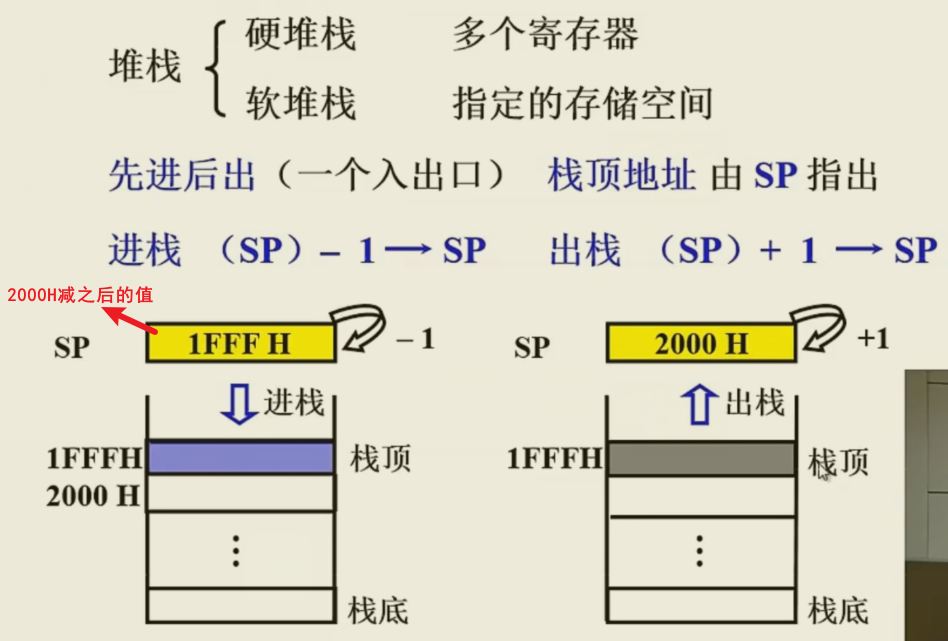 堆栈 硬堆栈 多个寄存器
软堆栈 指定的存储空间
先进后出（一个入出口） 栈顶地址 由 SP 指出
进栈 （SP）– 1 → SP 出栈 （SP）+ 1 → SP
2000H减之后的值
SP 1FFF H – 1 SP 2000 H +1
进栈 出栈
1FFFH 栈顶 1FFFH 栈顶
2000 H
栈底 栈底